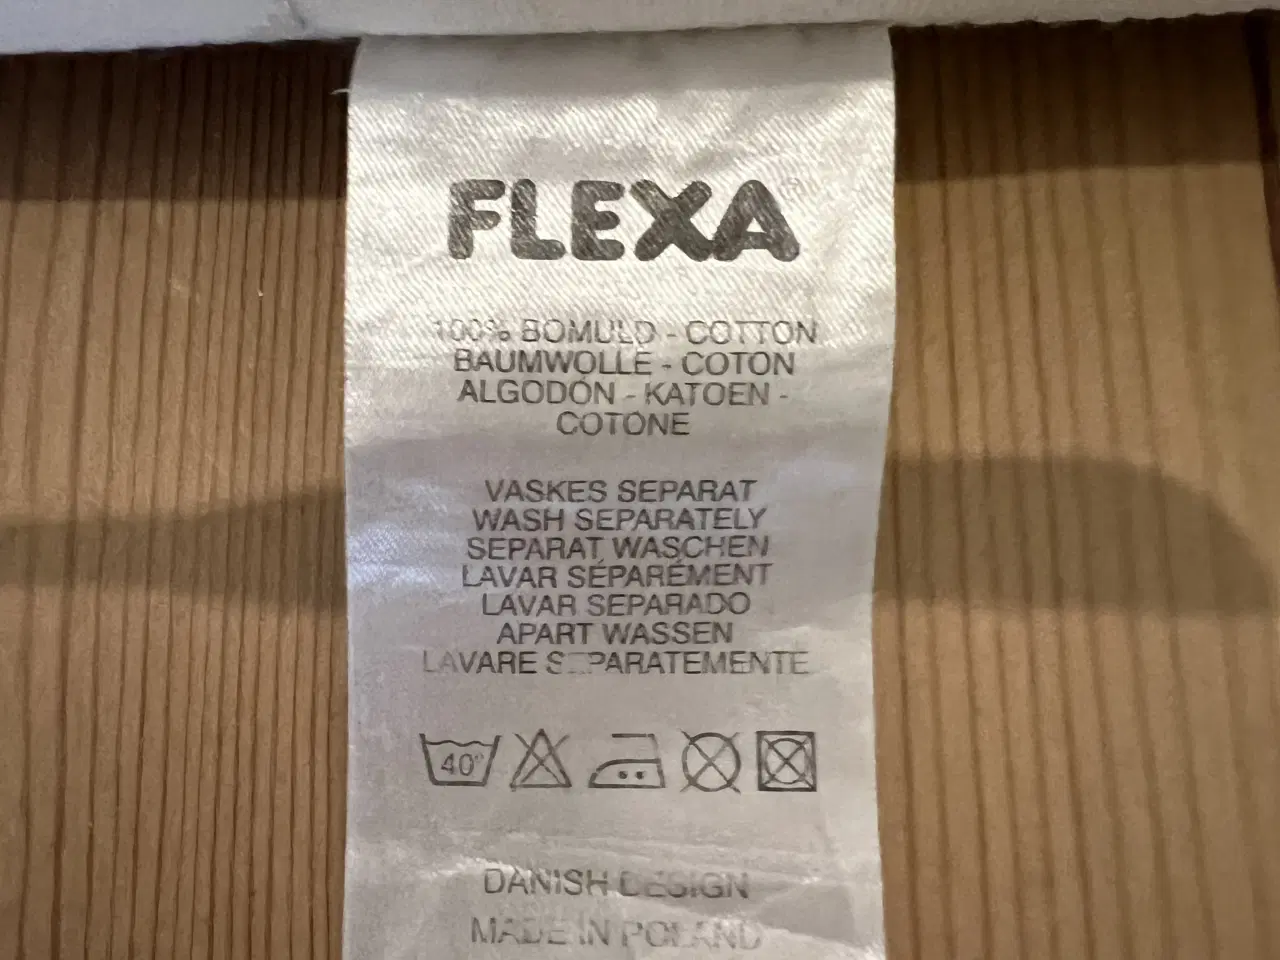 FLEXA®
100% BOMULD - COTTON
BAUMWOLLE - COTON
ALGODÓN - KATOEN -
COTONE
VASKES SEPARAT
WASH SEPARATELY
SEPARAT WASCHEN
LAVAR SÉPARÉMENT
LAVAR SEPARADO
APART WASSEN
LAVARE SEPARATEMENTE
40°
DANISH DESIGN
MADE IN POLAND